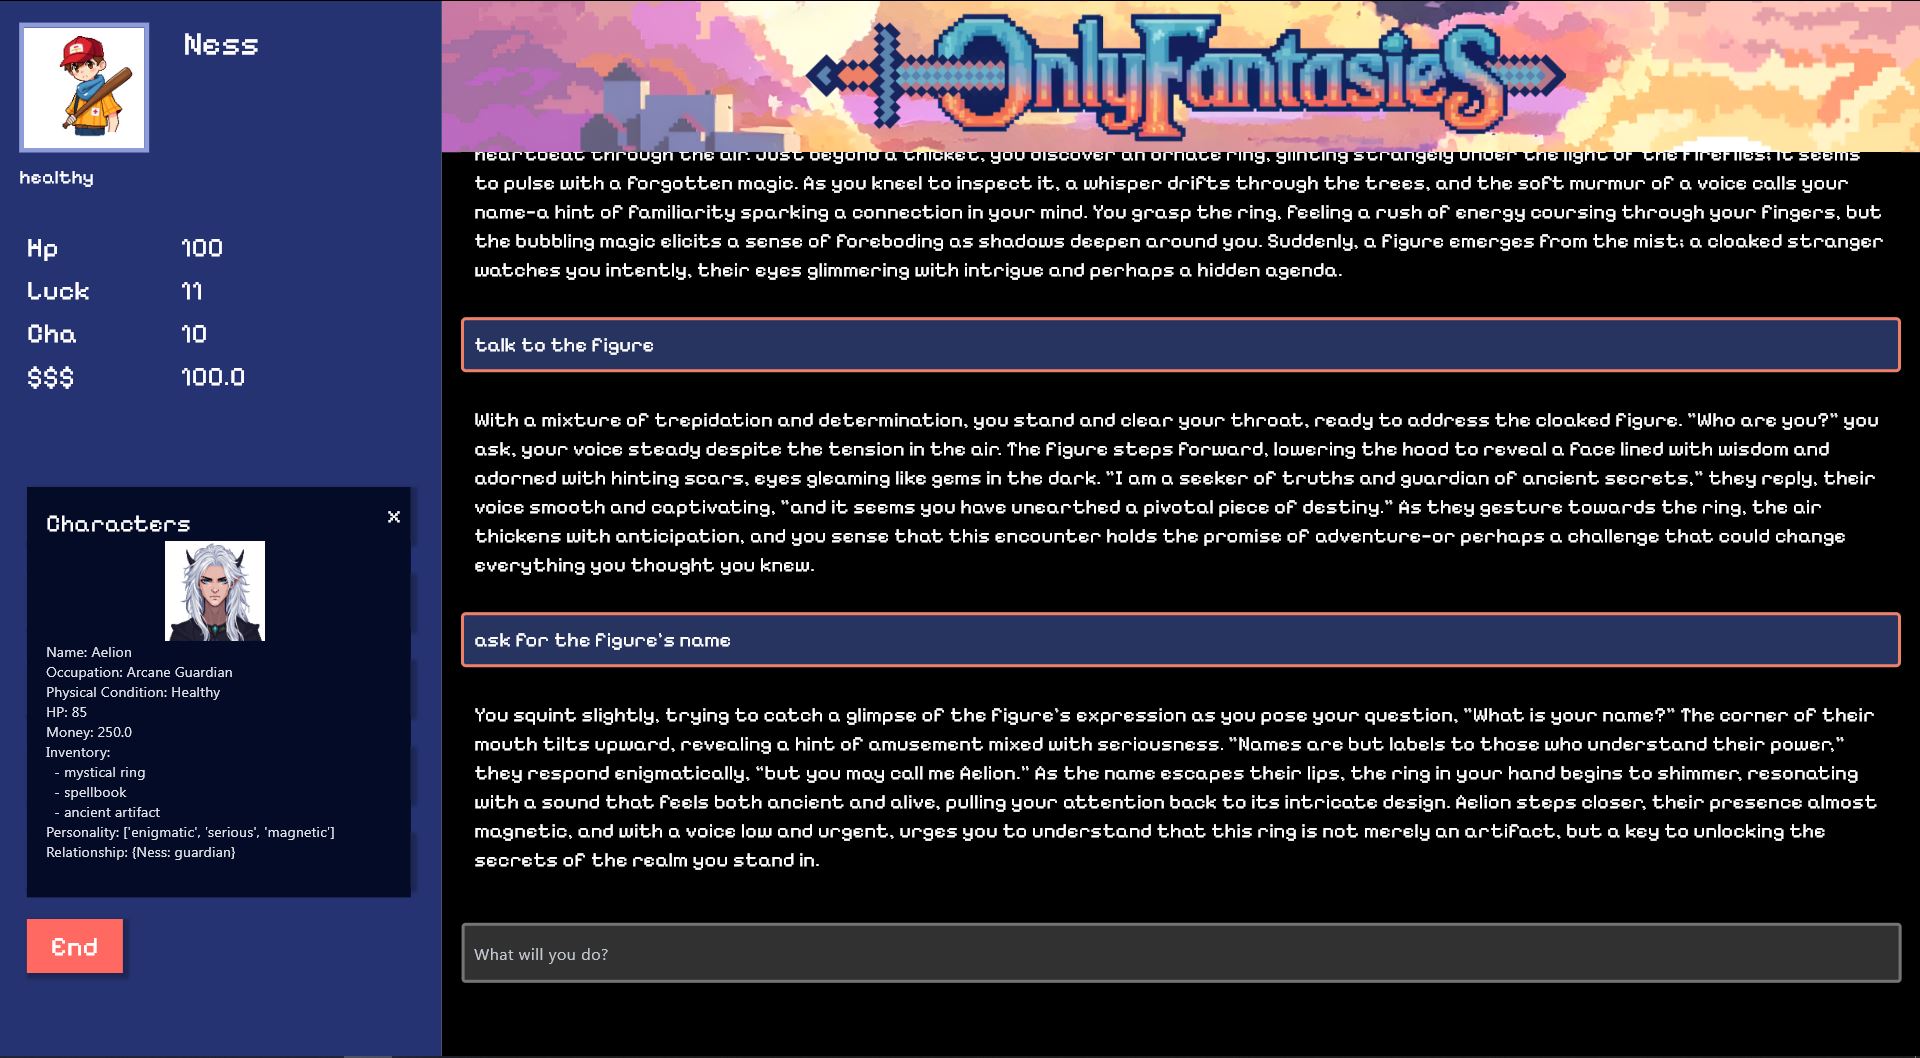 Ness
healthy
Hp 100
Luck 11
Cha 10
$$$ 100.0
Characters X
Name: Aelion
Occupation: Arcane Guardian
Physical Condition: Healthy
HP: 85
Money: 250.0
Inventory:
- mystical ring
- spellbook
- ancient artifact
Personality: ['enigmatic', 'serious', 'magnetic']
Relationship: {Ness: guardian}
End
OnlyFantasies
heartbeat through the air. Just beyond a thicket, you discover an ornate ring, glinting strangely under the light of the fireflies; it seems
to pulse with a forgotten magic. As you kneel to inspect it, a whisper drifts through the trees, and the soft murmur of a voice calls your
name—a hint of familiarity sparking a connection in your mind. You grasp the ring, feeling a rush of energy coursing through your fingers, but
the bubbling magic elicits a sense of foreboding as shadows deepen around you. Suddenly, a figure emerges from the mist; a cloaked stranger
watches you intently, their eyes glimmering with intrigue and perhaps a hidden agenda.
talk to the figure
With a mixture of trepidation and determination, you stand and clear your throat, ready to address the cloaked figure. "Who are you?" you
ask, your voice steady despite the tension in the air. The figure steps forward, lowering the hood to reveal a face lined with wisdom and
adorned with hinting scars, eyes gleaming like gems in the dark. "I am a seeker of truths and guardian of ancient secrets," they reply, their
voice smooth and captivating, "and it seems you have unearthed a pivotal piece of destiny." As they gesture towards the ring, the air
thickens with anticipation, and you sense that this encounter holds the promise of adventure—or perhaps a challenge that could change
everything you thought you knew.
ask for the figure's name
You squint slightly, trying to catch a glimpse of the figure's expression as you pose your question, "What is your name?" The corner of their
mouth tilts upward, revealing a hint of amusement mixed with seriousness. "Names are but labels to those who understand their power,"
they respond enigmatically, "but you may call me Aelion." As the name escapes their lips, the ring in your hand begins to shimmer, resonating
with a sound that feels both ancient and alive, pulling your attention back to its intricate design. Aelion steps closer, their presence almost
magnetic, and with a voice low and urgent, urges you to understand that this ring is not merely an artifact, but a key to unlocking the
secrets of the realm you stand in.
What will you do?